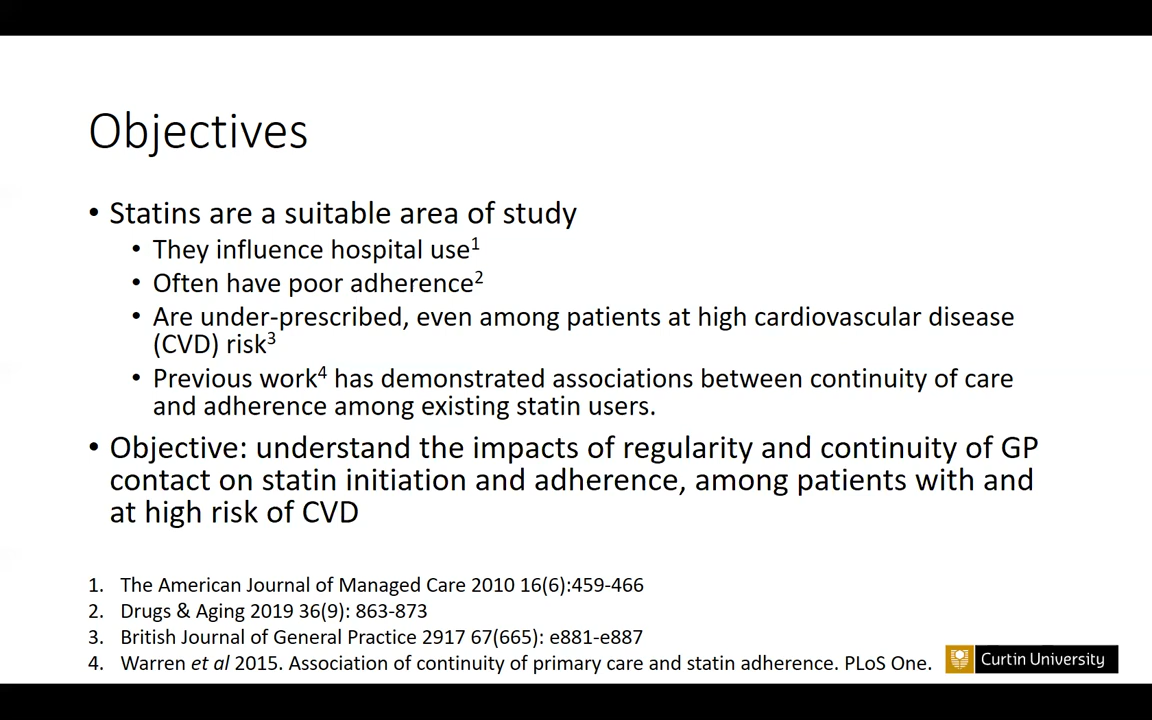 Objectives
• Statins are a suitable area of study
• They influence hospital use1
• Often have poor adherence2
• Are under-prescribed, even among patients at high cardiovascular disease
(CVD) risk3
• Previous work4 has demonstrated associations between continuity of care
and adherence among existing statin users.
• Objective: understand the impacts of regularity and continuity of GP
contact on statin initiation and adherence, among patients with and
at high risk of CVD
1. The American Journal of Managed Care 2010 16(6):459-466
2. Drugs & Aging 2019 36(9): 863-873
3. British Journal of General Practice 2917 67(665): e881-e887
4. Warren et al 2015. Association of continuity of primary care and statin adherence. PLoS One.
Curtin University